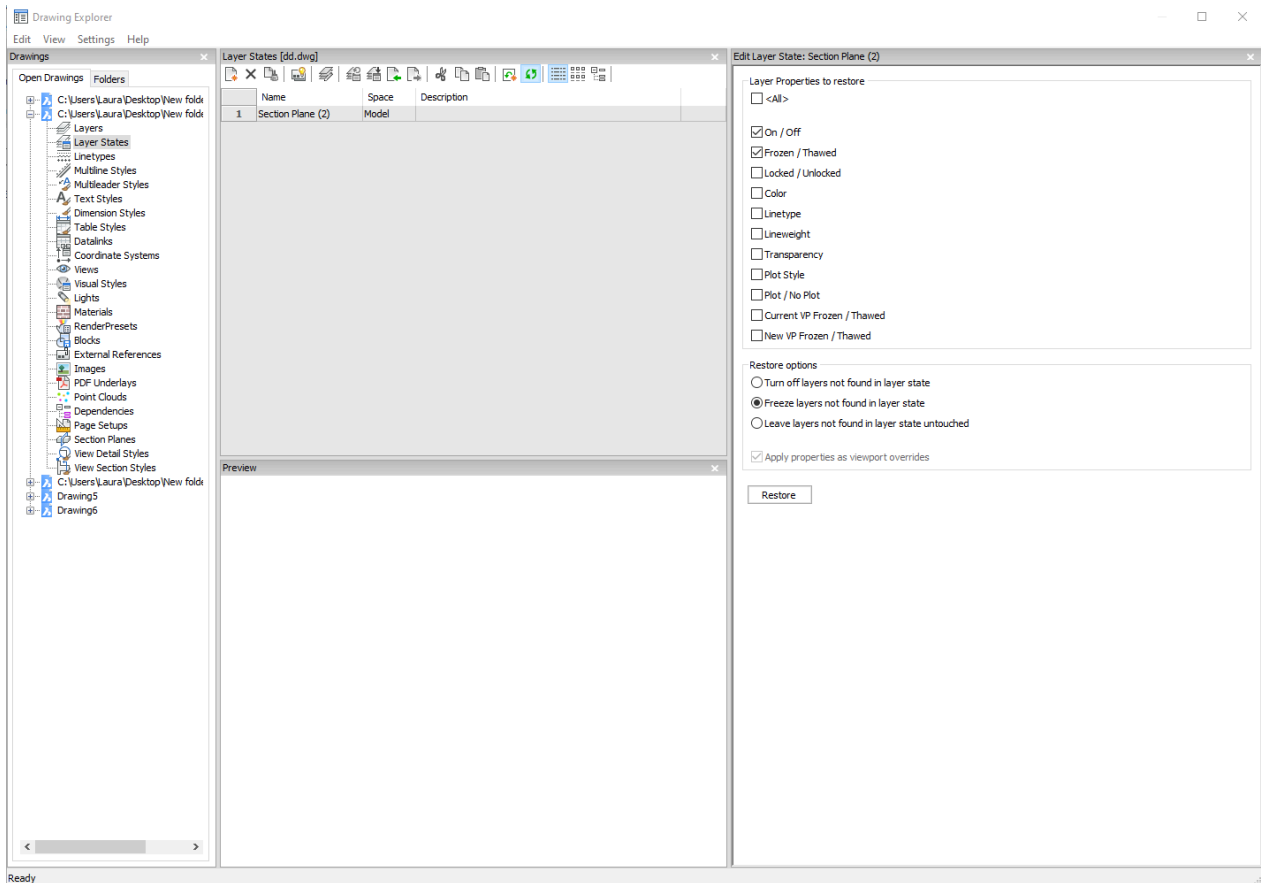 Drawing Explorer
Edit View Settings Help
Drawings
Open Drawings Folders
C:\Users\Laura\Desktop\New folde
C:\Users\Laura\Desktop\New folde
Layers
Layer States
Linetypes
Multiline Styles
Multileader Styles
Text Styles
Dimension Styles
Table Styles
Datalinks
Coordinate Systems
Views
Visual Styles
Lights
Materials
RenderPresets
Blocks
External References
Images
PDF Underlays
Point Clouds
Dependencies
Page Setups
Section Planes
View Detail Styles
View Section Styles
C:\Users\Laura\Desktop\New folde
Drawing5
Drawing6
Layer States [dd.dwg]
Name Space Description
1 Section Plane (2) Model
Preview
Edit Layer State: Section Plane (2)
Layer Properties to restore
<All>
On / Off
Frozen / Thawed
Locked / Unlocked
Color
Linetype
Lineweight
Transparency
Plot Style
Plot / No Plot
Current VP Frozen / Thawed
New VP Frozen / Thawed
Restore options
Turn off layers not found in layer state
Freeze layers not found in layer state
Leave layers not found in layer state untouched
Apply properties as viewport overrides
Restore
Ready